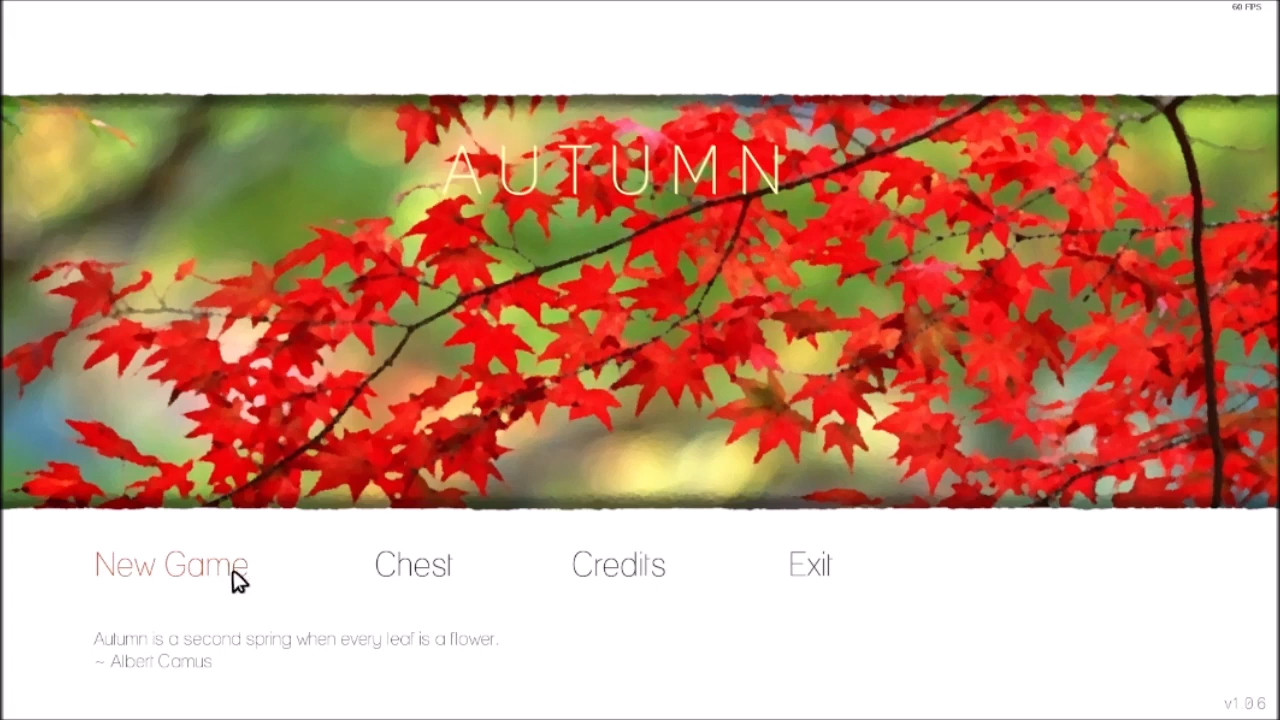 60 FPS
AUTUMN
New Game Chest Credits Exit
Autumn is a second spring when every leaf is a flower.
~ Albert Camus
v1.0.6